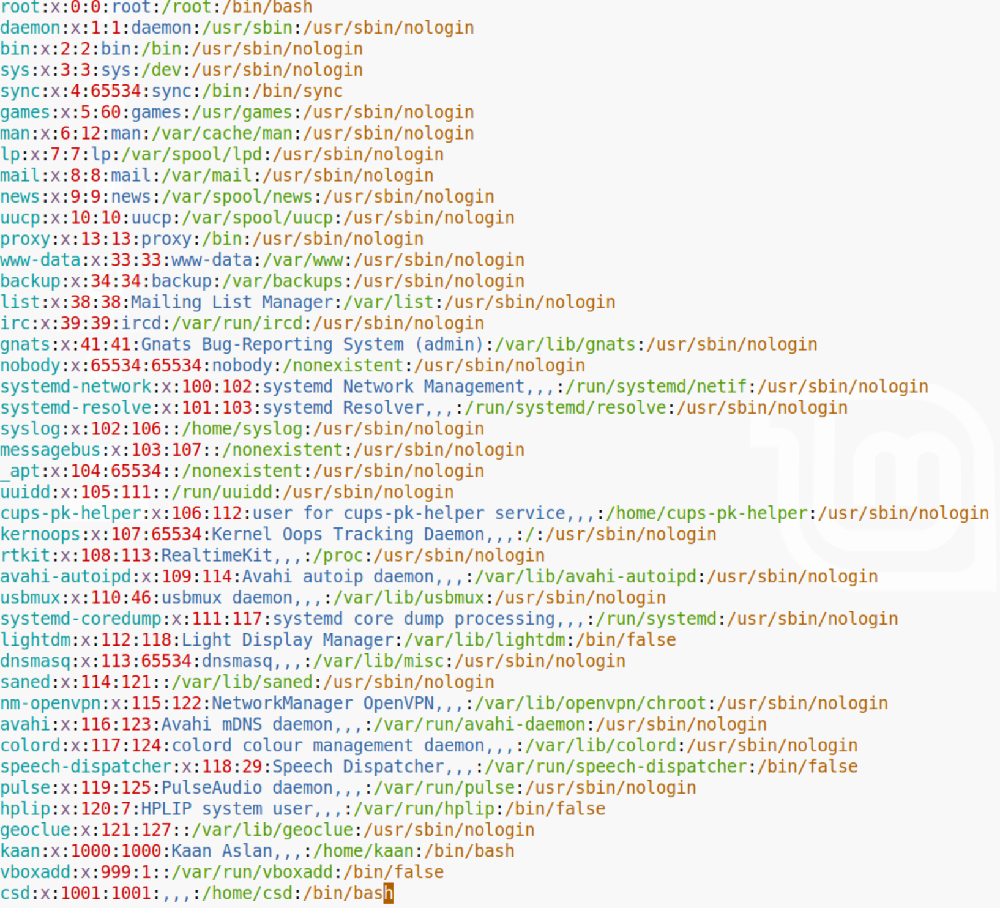 root:x:0:0:root:/root:/bin/bash
daemon:x:1:1:daemon:/usr/sbin:/usr/sbin/nologin
bin:x:2:2:bin:/bin:/usr/sbin/nologin
sys:x:3:3:sys:/dev:/usr/sbin/nologin
sync:x:4:65534:sync:/bin:/bin/sync
games:x:5:60:games:/usr/games:/usr/sbin/nologin
man:x:6:12:man:/var/cache/man:/usr/sbin/nologin
lp:x:7:7:lp:/var/spool/lpd:/usr/sbin/nologin
mail:x:8:8:mail:/var/mail:/usr/sbin/nologin
news:x:9:9:news:/var/spool/news:/usr/sbin/nologin
uucp:x:10:10:uucp:/var/spool/uucp:/usr/sbin/nologin
proxy:x:13:13:proxy:/bin:/usr/sbin/nologin
www-data:x:33:33:www-data:/var/www:/usr/sbin/nologin
backup:x:34:34:backup:/var/backups:/usr/sbin/nologin
list:x:38:38:Mailing List Manager:/var/list:/usr/sbin/nologin
irc:x:39:39:ircd:/var/run/ircd:/usr/sbin/nologin
gnats:x:41:41:Gnats Bug-Reporting System (admin):/var/lib/gnats:/usr/sbin/nologin
nobody:x:65534:65534:nobody:/nonexistent:/usr/sbin/nologin
systemd-network:x:100:102:systemd Network Management,,,:/run/systemd/netif:/usr/sbin/nologin
systemd-resolve:x:101:103:systemd Resolver,,,:/run/systemd/resolve:/usr/sbin/nologin
syslog:x:102:106::/home/syslog:/usr/sbin/nologin
messagebus:x:103:107::/nonexistent:/usr/sbin/nologin
_apt:x:104:65534::/nonexistent:/usr/sbin/nologin
uuidd:x:105:111::/run/uuidd:/usr/sbin/nologin
cups-pk-helper:x:106:112:user for cups-pk-helper service,,,:/home/cups-pk-helper:/usr/sbin/nologin
kernoops:x:107:65534:Kernel Oops Tracking Daemon,,,:/:/usr/sbin/nologin
rtkit:x:108:113:RealtimeKit,,,:/proc:/usr/sbin/nologin
avahi-autoipd:x:109:114:Avahi autoip daemon,,,:/var/lib/avahi-autoipd:/usr/sbin/nologin
usbmux:x:110:46:usbmux daemon,,,:/var/lib/usbmux:/usr/sbin/nologin
systemd-coredump:x:111:117:systemd core dump processing,,,:/run/systemd:/usr/sbin/nologin
lightdm:x:112:118:Light Display Manager:/var/lib/lightdm:/bin/false
dnsmasq:x:113:65534:dnsmasq,,,:/var/lib/misc:/usr/sbin/nologin
saned:x:114:121::/var/lib/saned:/usr/sbin/nologin
nm-openvpn:x:115:122:NetworkManager OpenVPN,,,:/var/lib/openvpn/chroot:/usr/sbin/nologin
avahi:x:116:123:Avahi mDNS daemon,,,:/var/run/avahi-daemon:/usr/sbin/nologin
colord:x:117:124:colord colour management daemon,,,:/var/lib/colord:/usr/sbin/nologin
speech-dispatcher:x:118:29:Speech Dispatcher,,,:/var/run/speech-dispatcher:/bin/false
pulse:x:119:125:PulseAudio daemon,,,:/var/run/pulse:/usr/sbin/nologin
hplip:x:120:7:HPLIP system user,,,:/var/run/hplip:/bin/false
geoclue:x:121:127::/var/lib/geoclue:/usr/sbin/nologin
kaan:x:1000:1000:Kaan Aslan,,,:/home/kaan:/bin/bash
vboxadd:x:999:1::/var/run/vboxadd:/bin/false
csd:x:1001:1001:,,,:/home/csd:/bin/bash